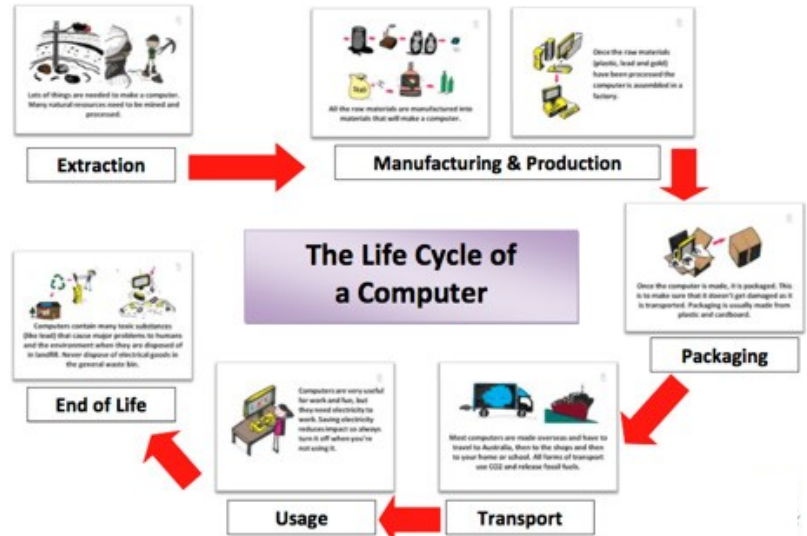 Lots of things are needed to make a computer.
Many natural resources need to be mined and
processed.
Extraction
Salt
All the raw materials are manufactured into
materials that will make a computer.
Once the raw materials
(plastic, lead and gold)
have been processed the
computer is assembled in a
factory.
Manufacturing & Production
Once the computer is made, it is packaged. This
is to make sure that it doesn't get damaged as it
is transported. Packaging is usually made from
plastic and cardboard.
Packaging
Most computers are made overseas and have to
travel to Australia, then to the shops and then
to your home or school. All forms of transport
use CO2 and release fossil fuels.
Transport
Computers are very useful
for work and fun, but
they need electricity to
work. Saving electricity
reduces impact so always
turn it off when you're
not using it.
Usage
Computers contain many toxic substances
(like lead) that cause major problems to humans
and the environment when they are disposed of
in landfill. Never dispose of electrical goods in
the general waste bin.
End of Life
The Life Cycle of
a Computer